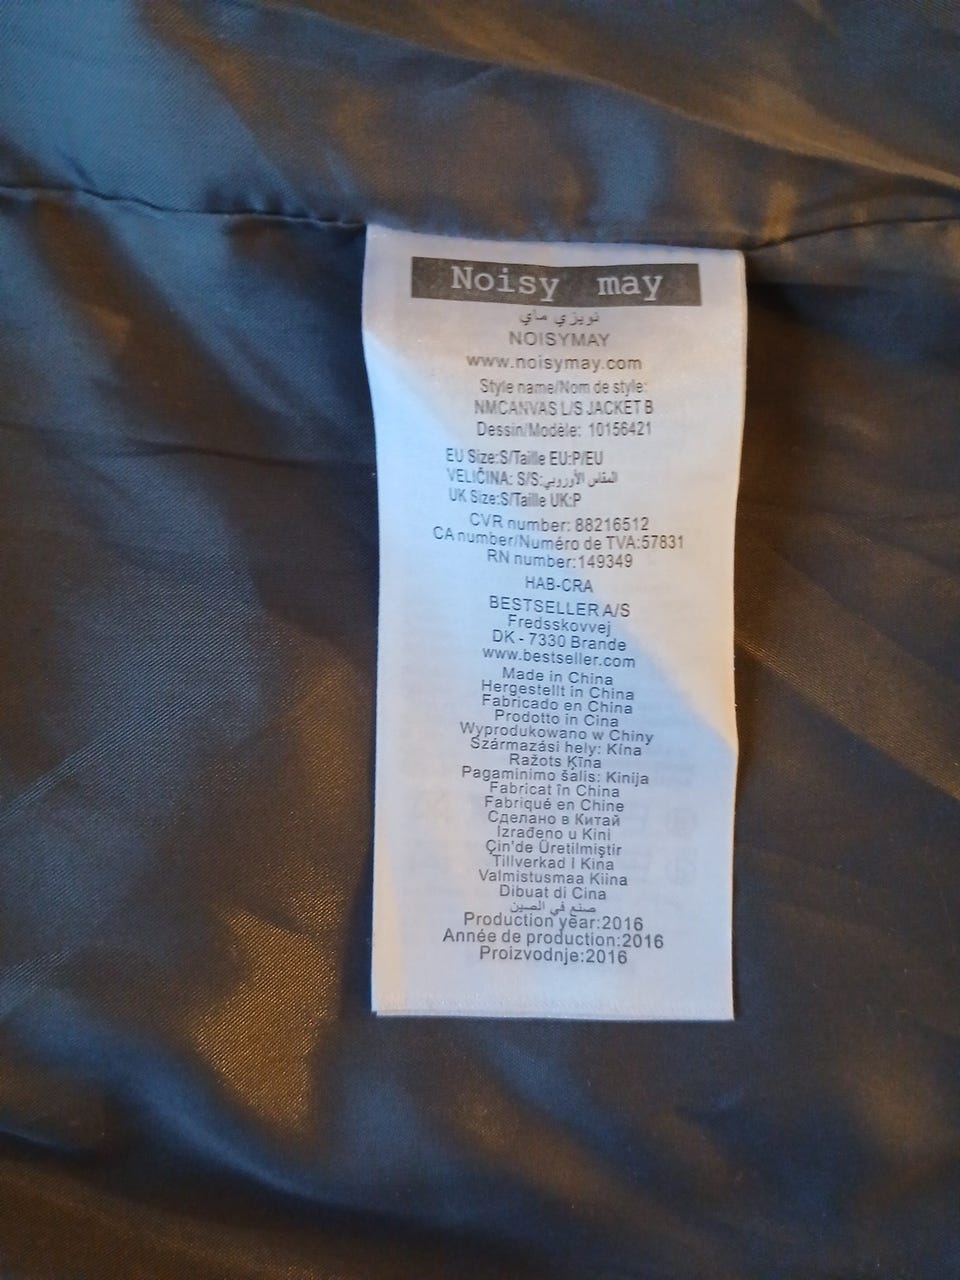 Noisy may
نويزي ماي
NOISYMAY
www.noisymay.com
Style name/Nom de style:
NMCANVAS L/S JACKET B
Dessin/Modèle: 10156421
EU Size:S/Taille EU:P/EU
VELIČINA: S/S:المقاس الأوروبي
UK Size:S/Taille UK:P
CVR number: 88216512
CA number/Numéro de TVA:57831
RN number:149349
HAB-CRA
BESTSELLER A/S
Fredsskovvej
DK - 7330 Brande
www.bestseller.com
Made in China
Hergestellt in China
Fabricado en China
Prodotto in Cina
Wyprodukowano w Chiny
Származási hely: Kína
Ražots Ķīna
Pagaminimo šalis: Kinija
Fabricat în China
Fabriqué en Chine
Сделано в Китай
Izrađeno u Kini
Çin'de Üretilmiştir
Tillverkad I Kina
Valmistusmaa Kiina
Dibuat di Cina
صنع في الصين
Production year:2016
Année de production:2016
Proizvodnje:2016